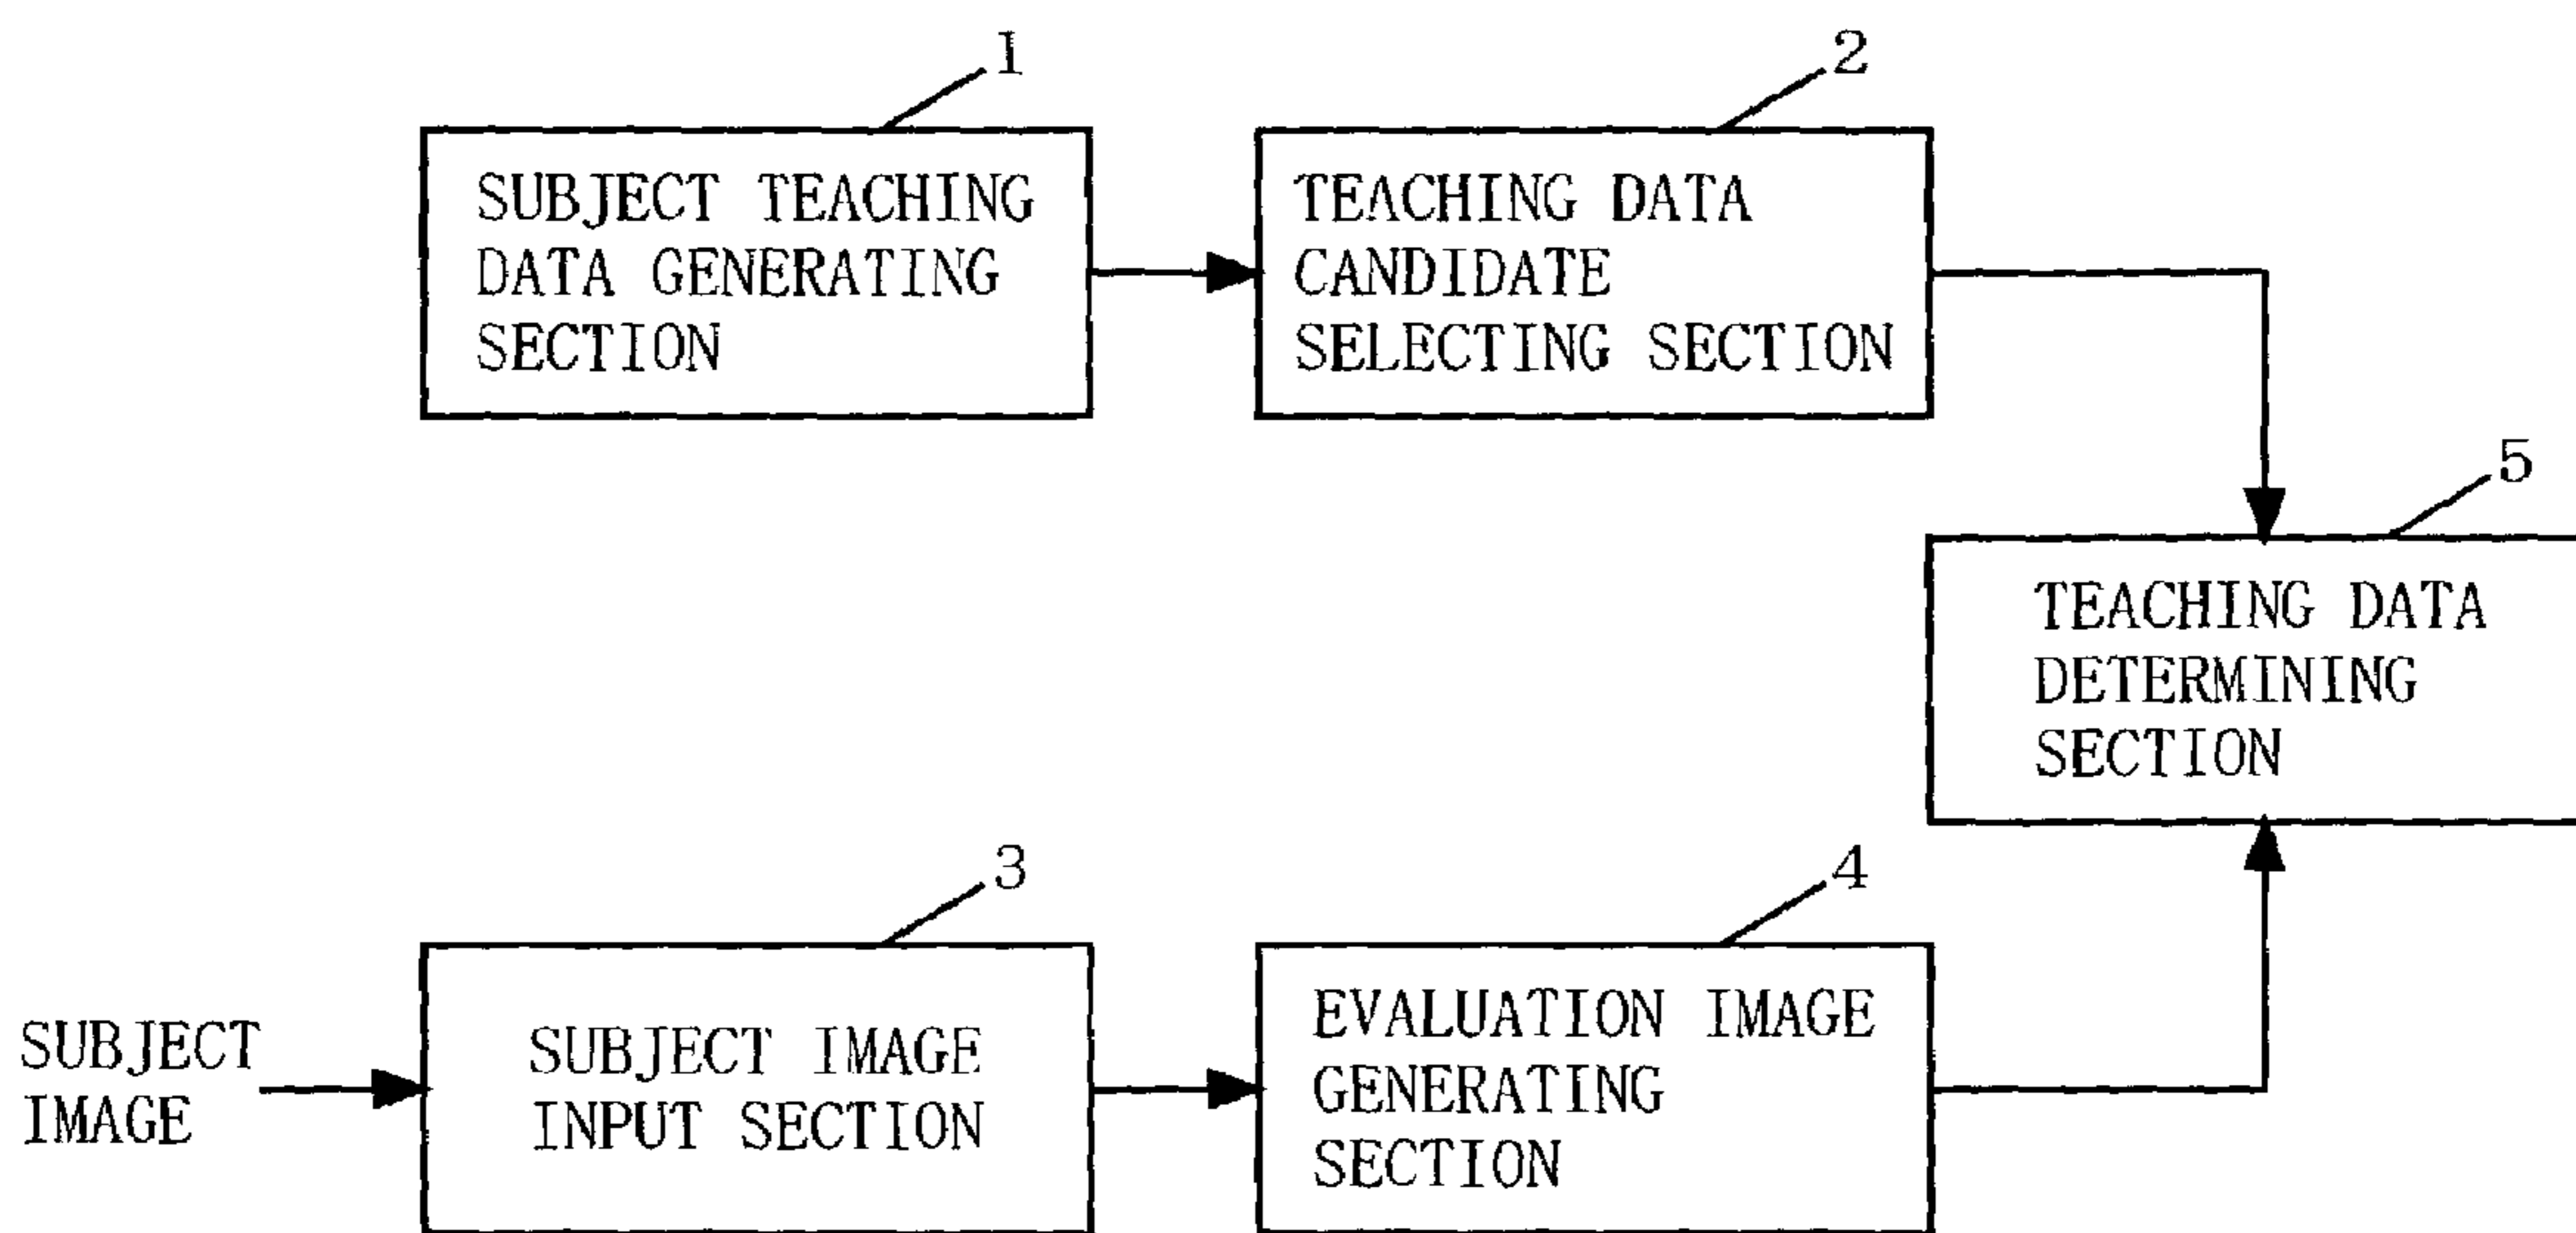 1
SUBJECT TEACHING
DATA GENERATING
SECTION
2
TEACHING DATA
CANDIDATE
SELECTING SECTION
5
TEACHING DATA
DETERMINING
SECTION
SUBJECT
IMAGE
3
SUBJECT IMAGE
INPUT SECTION
4
EVALUATION IMAGE
GENERATING
SECTION